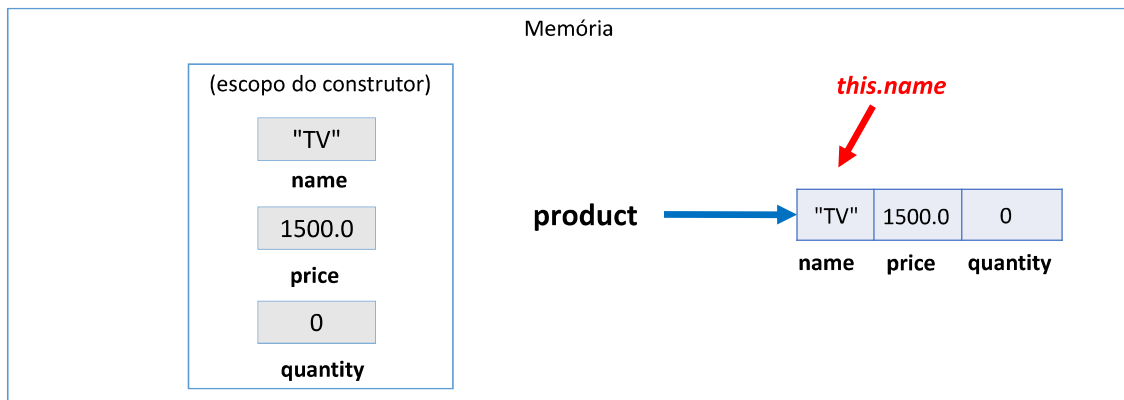 Memória
(escopo do construtor)
"TV"
name
1500.0
price
0
quantity
this.name
product
"TV" 1500.0 0
name price quantity